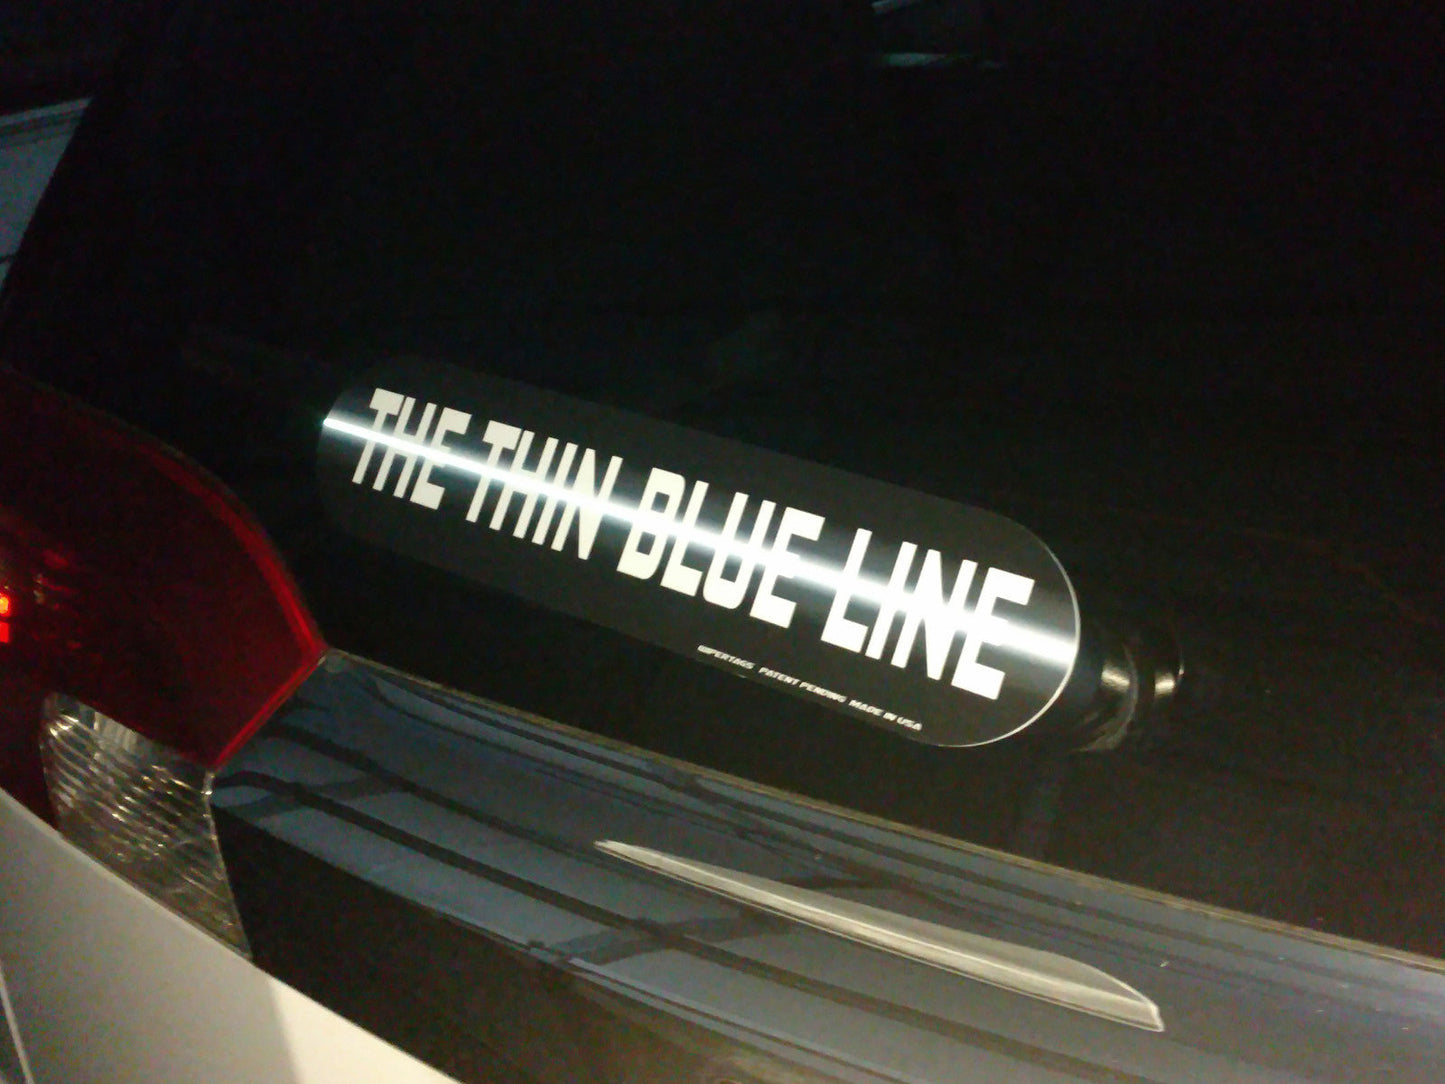 THE THIN BLUE LINE
WIPERTAGS PATENT PENDING MADE IN USA